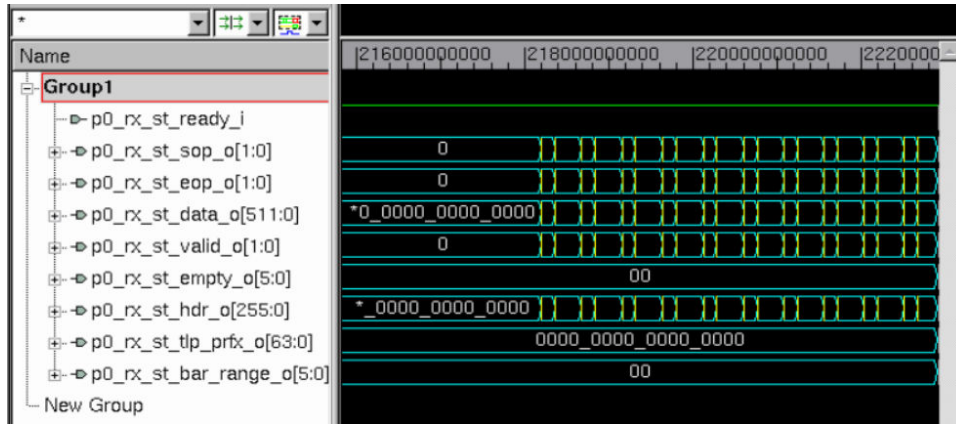 *
Name
|216000000000 |218000000000 |220000000000 |2220000
Group1
p0_rx_st_ready_i
p0_rx_st_sop_o[1:0] 0
p0_rx_st_eop_o[1:0] 0
p0_rx_st_data_o[511:0] *0_0000_0000_0000
p0_rx_st_valid_o[1:0] 0
p0_rx_st_empty_o[5:0] 00
p0_rx_st_hdr_o[255:0] *_0000_0000_0000
p0_rx_st_tlp_prfx_o[63:0] 0000_0000_0000_0000
p0_rx_st_bar_range_o[5:0] 00
New Group